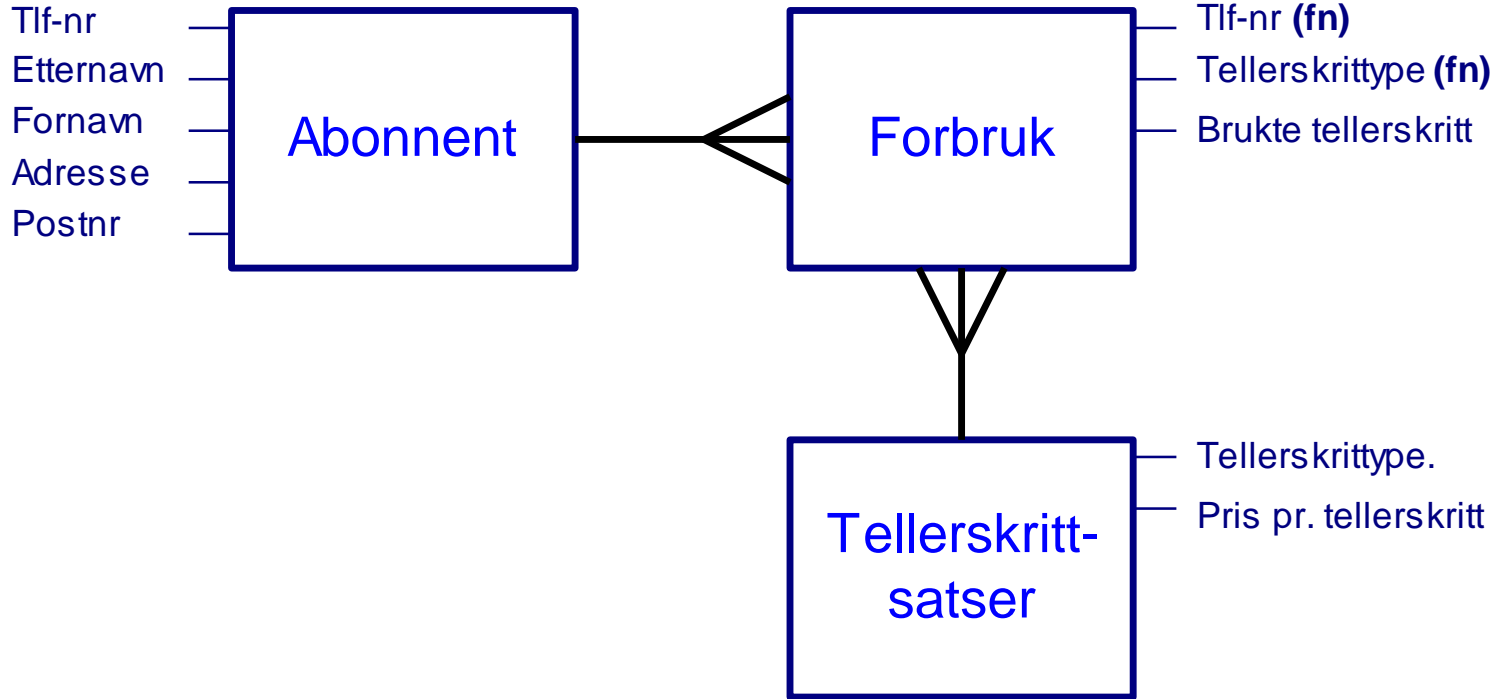 Tlf-nr
Etternavn
Fornavn
Adresse
Postnr
Abonnent
Forbruk
Tlf-nr (fn)
Tellerskrittype (fn)
Brukte tellerskritt
Tellerskritt-
satser
Tellerskrittype.
Pris pr. tellerskritt